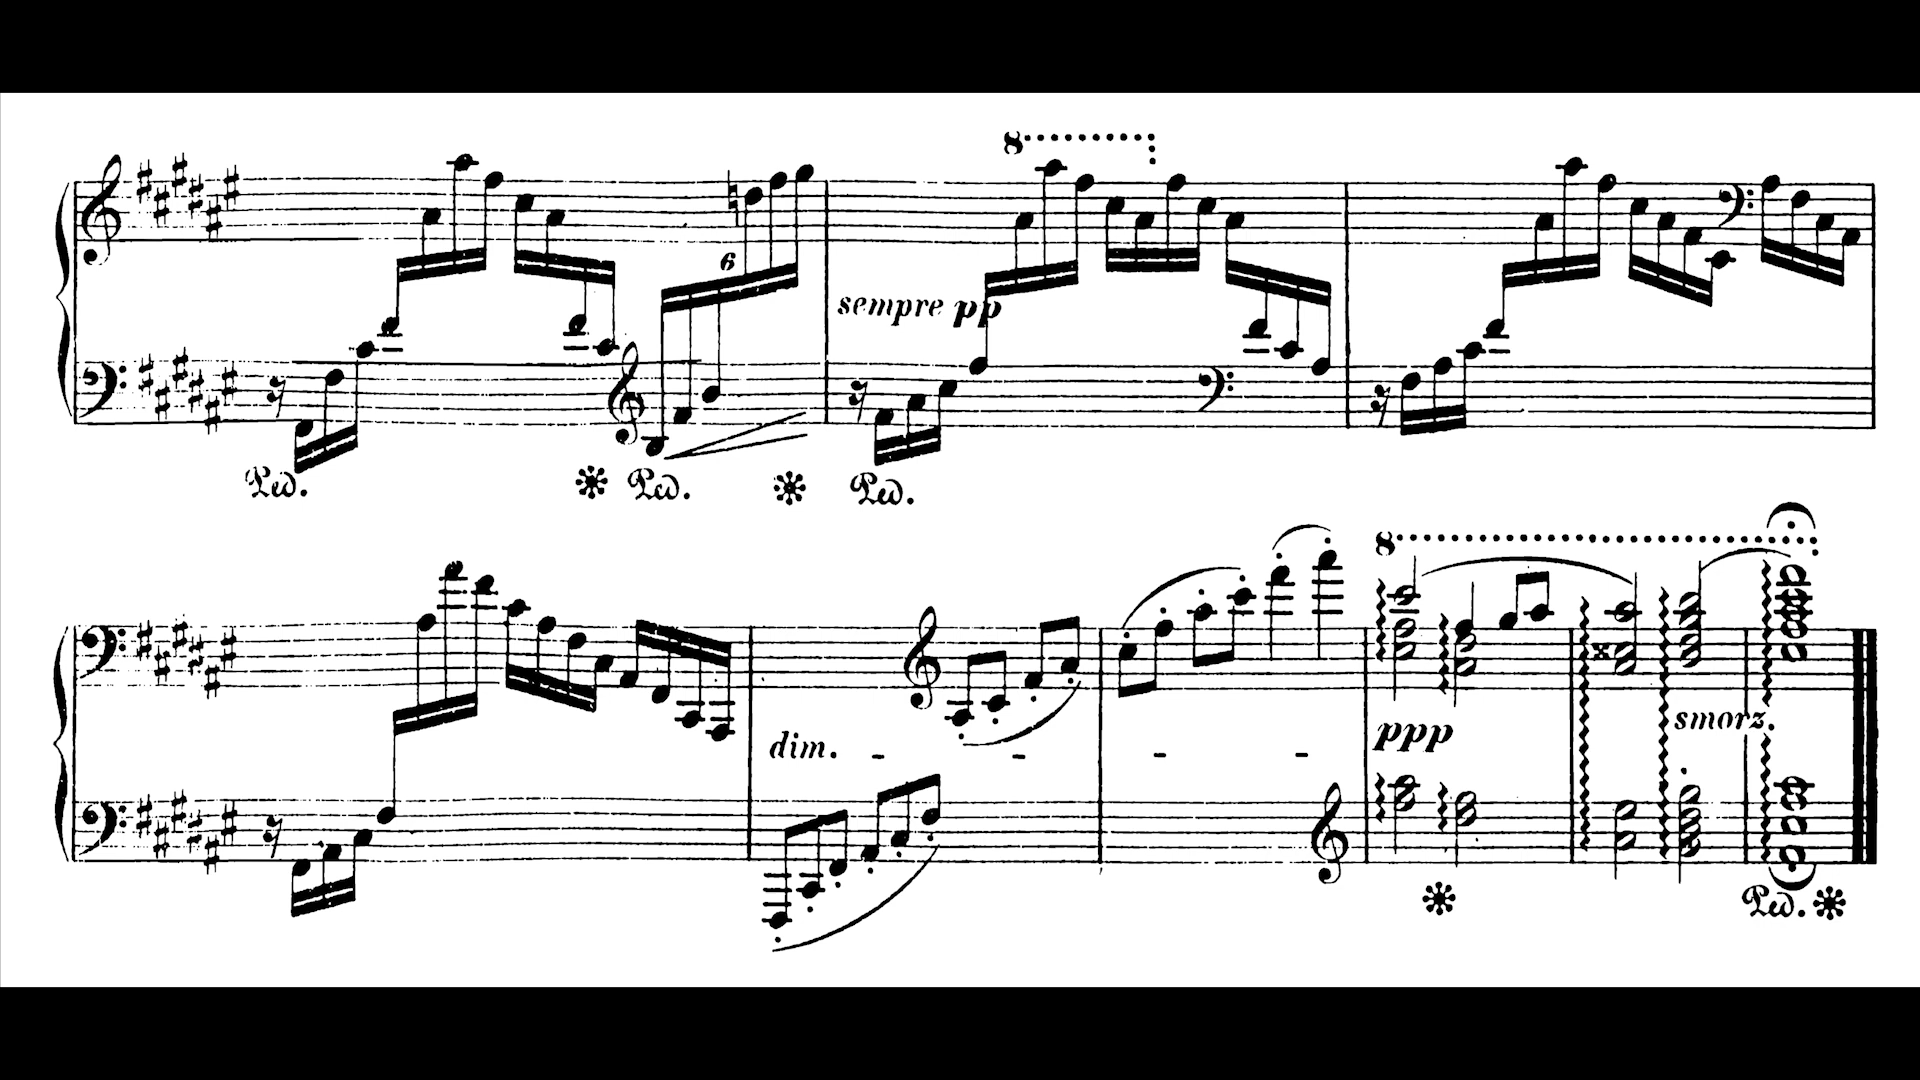 8
6
sempre pp
Ped. * Ped. * Ped.
8
dim.
ppp
smorz.
* Ped. *